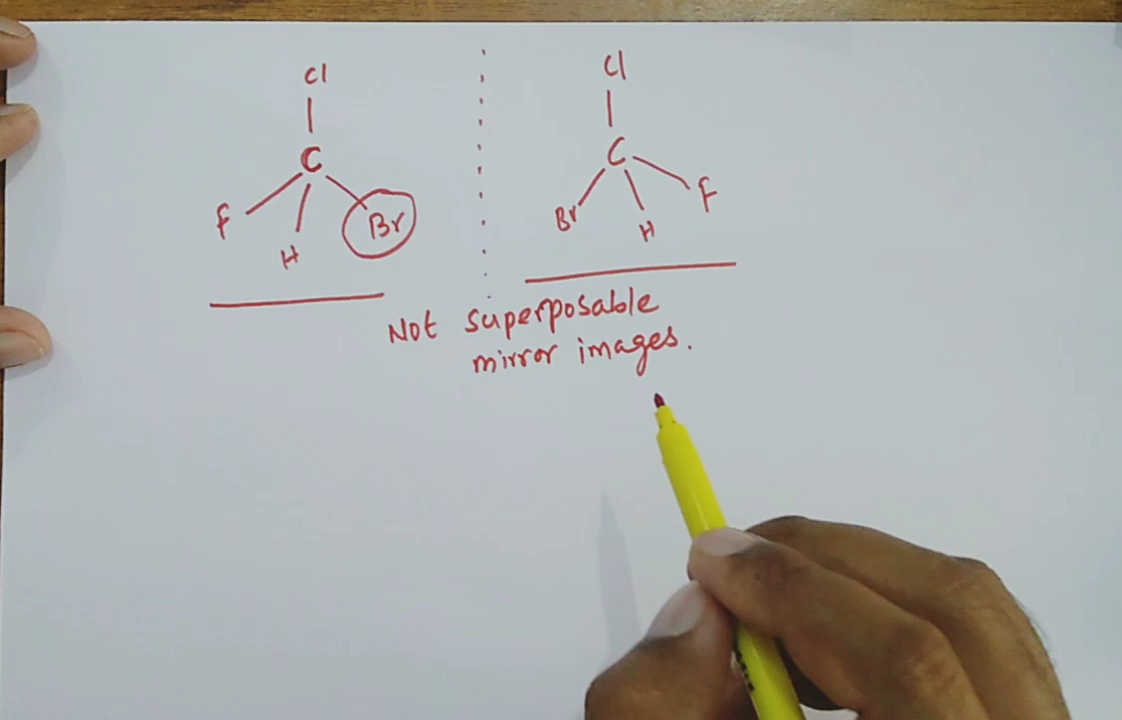 Cl Cl
C C
F H Br Br H F
Not superposable
mirror images.